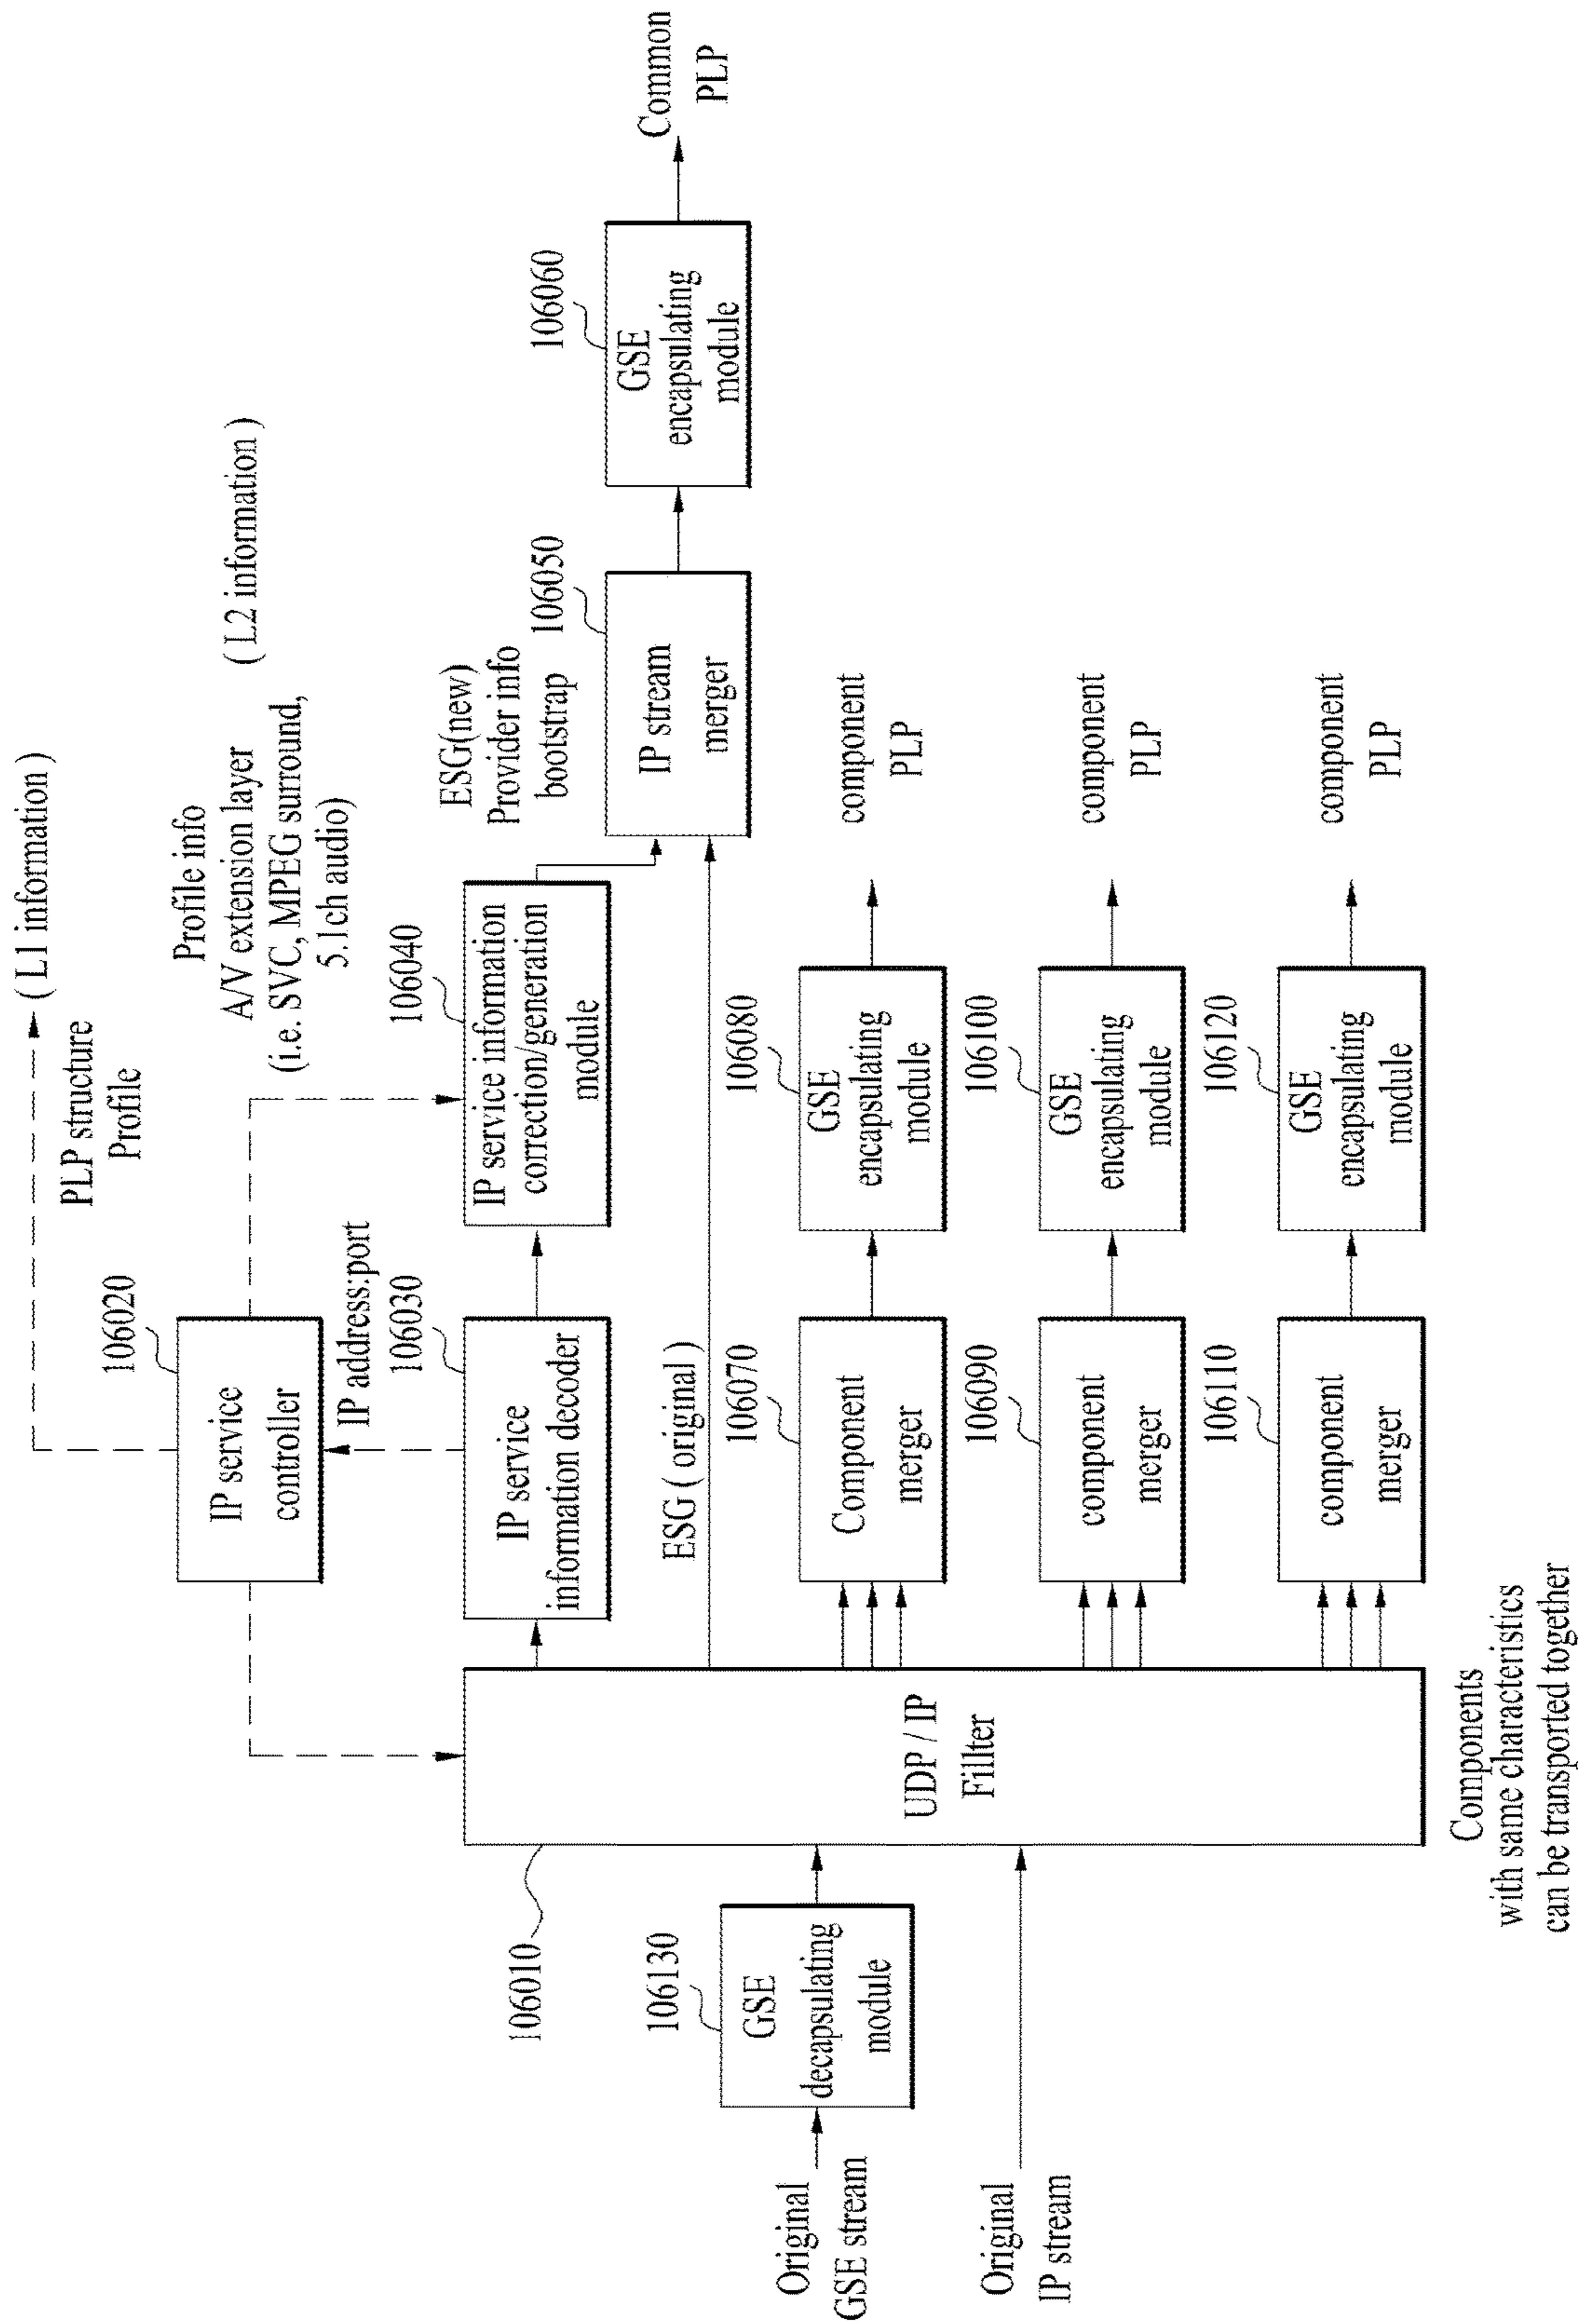 ( L1 information )
PLP structure
Profile
Profile info
A/V extension layer
(i.e. SVC, MPEG surround,
5.1ch audio)
( L2 information )
106020
IP service
controller
IP address:port
106030
IP service
information decoder
106040
IP service information
correction/generation
module
ESG(new)
Provider info
bootstrap
106050
IP stream
merger
106060
GSE
encapsulating
module
Common
PLP
ESG ( original )
106010
UDP / IP
Fillter
106130
GSE
decapsulating
module
Original
GSE stream
Original
IP stream
106070
Component
merger
106080
GSE
encapsulating
module
component
PLP
106090
component
merger
106100
GSE
encapsulating
module
component
PLP
106110
component
merger
106120
GSE
encapsulating
module
component
PLP
Components
with same characteristics
can be transported together